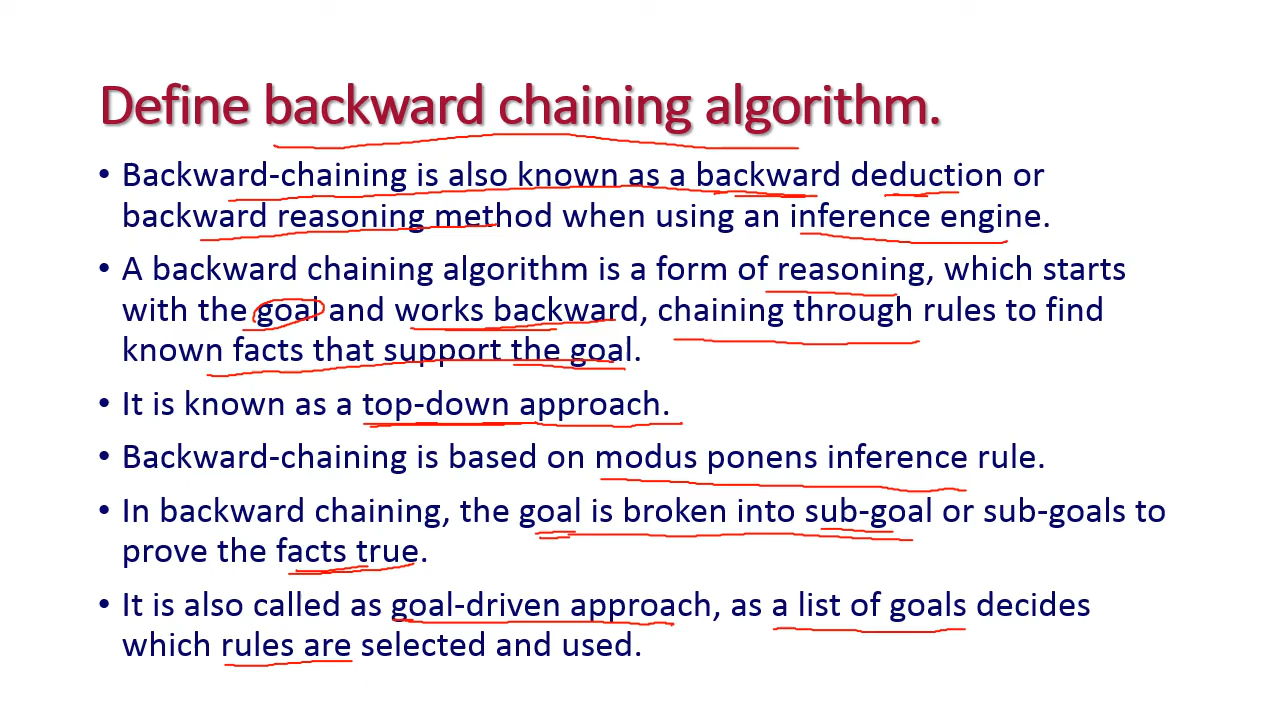 Define backward chaining algorithm.
• Backward-chaining is also known as a backward deduction or
backward reasoning method when using an inference engine.
• A backward chaining algorithm is a form of reasoning, which starts
with the goal and works backward, chaining through rules to find
known facts that support the goal.
• It is known as a top-down approach.
• Backward-chaining is based on modus ponens inference rule.
• In backward chaining, the goal is broken into sub-goal or sub-goals to
prove the facts true.
• It is also called as goal-driven approach, as a list of goals decides
which rules are selected and used.